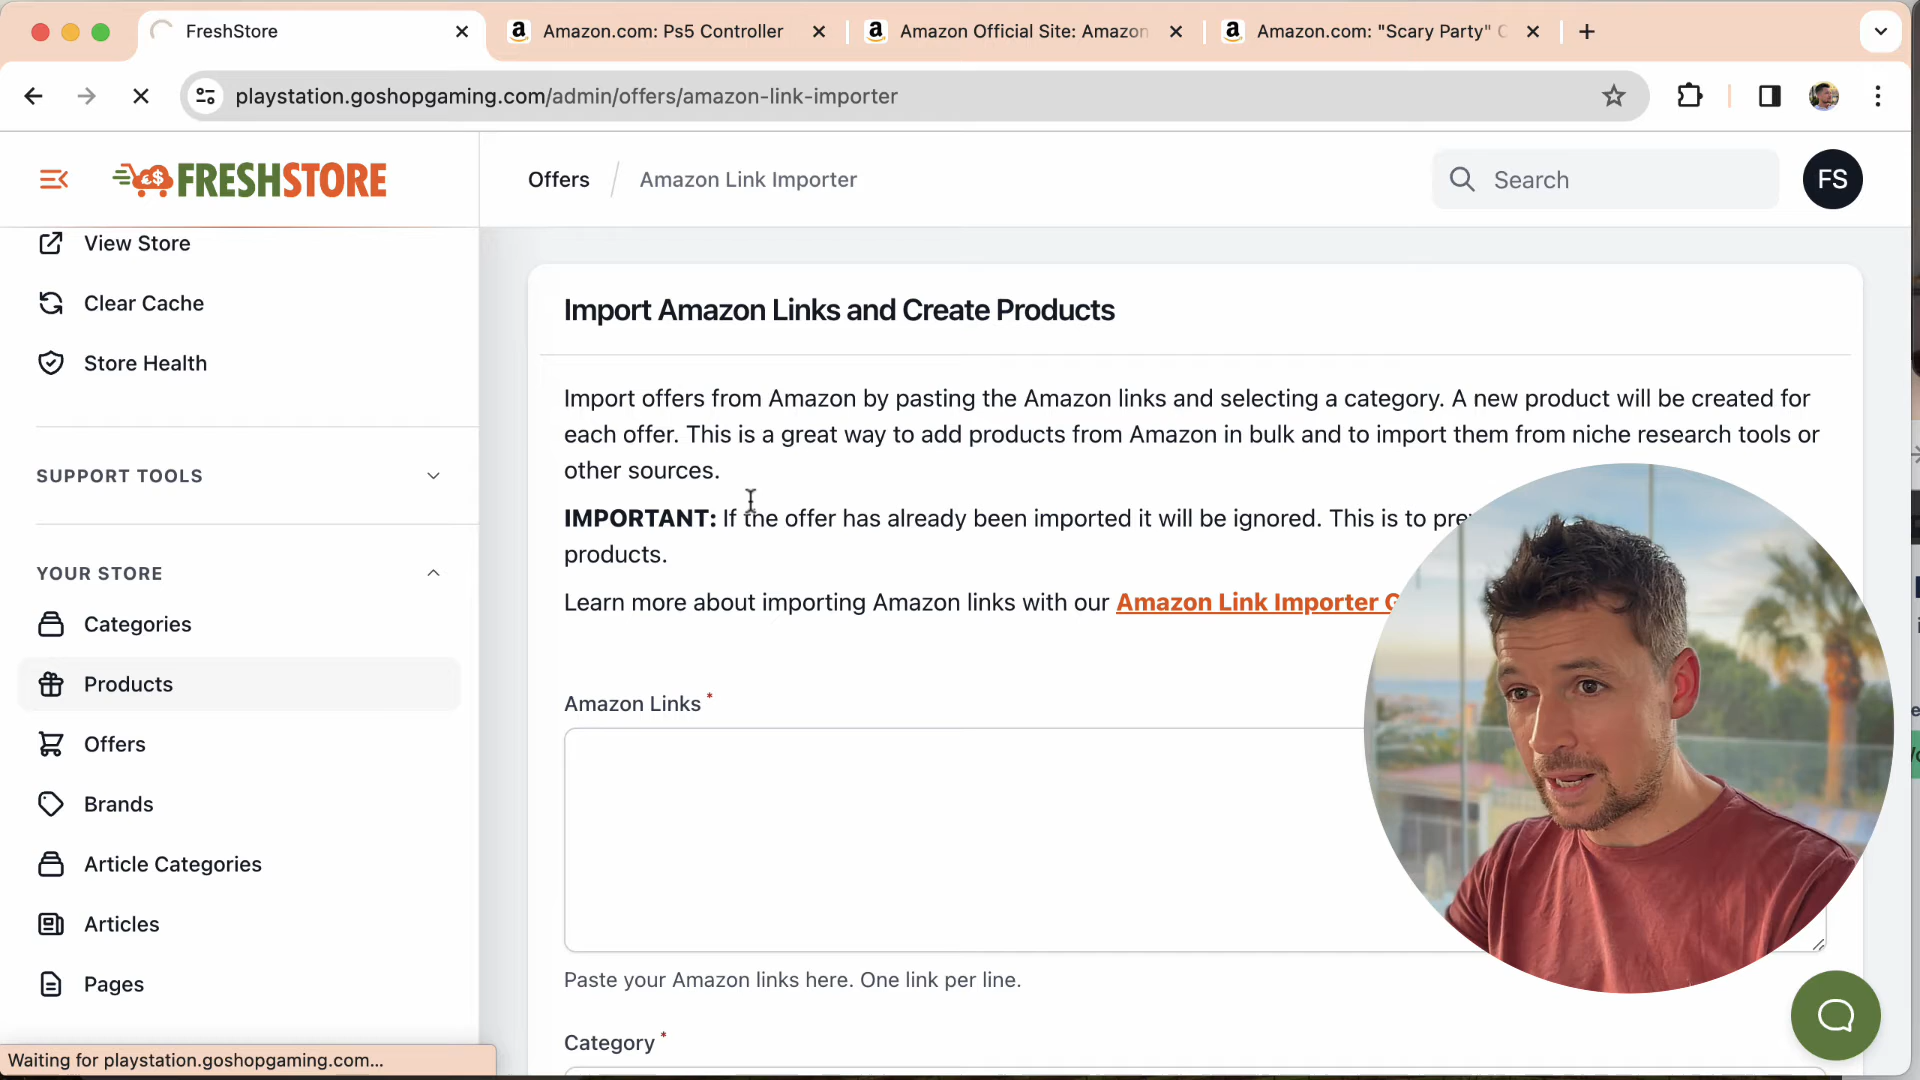 FreshStore
Amazon.com: Ps5 Controller
Amazon Official Site: Amazon
Amazon.com: "Scary Party"
playstation.goshopgaming.com/admin/offers/amazon-link-importer
FRESHSTORE
Offers / Amazon Link Importer
Search
FS
View Store
Clear Cache
Store Health
SUPPORT TOOLS
YOUR STORE
Categories
Products
Offers
Brands
Article Categories
Articles
Pages
Waiting for playstation.goshopgaming.com...
Import Amazon Links and Create Products
Import offers from Amazon by pasting the Amazon links and selecting a category. A new product will be created for
each offer. This is a great way to add products from Amazon in bulk and to import them from niche research tools or
other sources.
IMPORTANT: If the offer has already been imported it will be ignored. This is to
products.
Learn more about importing Amazon links with our Amazon Link Importer
Amazon Links *
Paste your Amazon links here. One link per line.
Category *